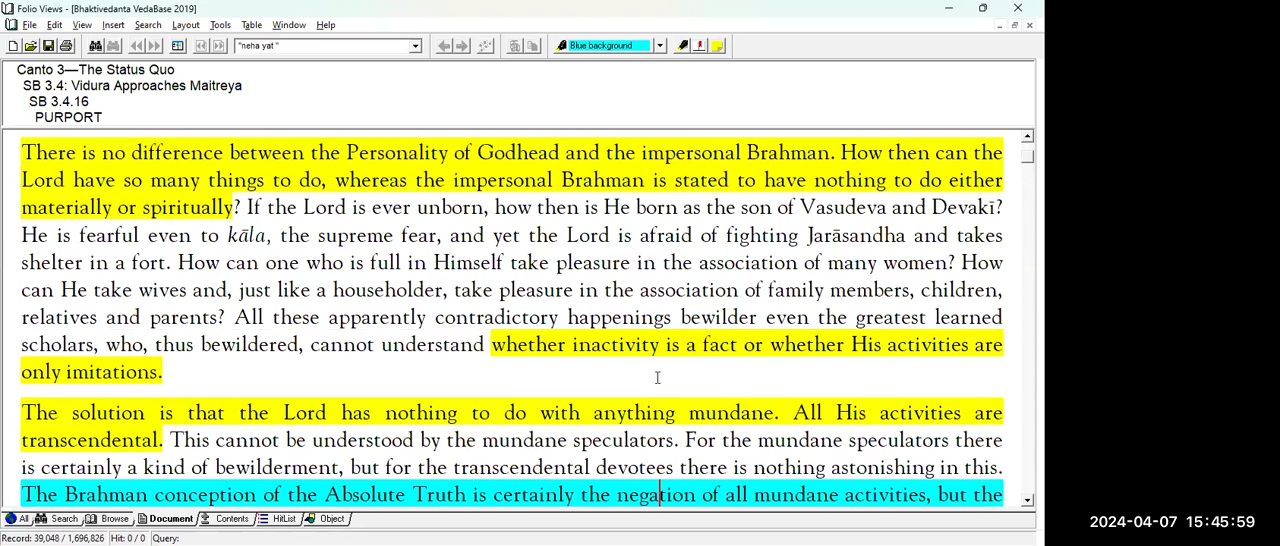 Folio Views - [Bhaktivedanta VedaBase 2019]
File Edit View Insert Search Layout Tools Table Window Help
"neha yat" Blue background
Canto 3—The Status Quo
SB 3.4: Vidura Approaches Maitreya
SB 3.4.16
PURPORT
There is no difference between the Personality of Godhead and the impersonal Brahman. How then can the
Lord have so many things to do, whereas the impersonal Brahman is stated to have nothing to do either
materially or spiritually? If the Lord is ever unborn, how then is He born as the son of Vasudeva and Devakī?
He is fearful even to kāla, the supreme fear, and yet the Lord is afraid of fighting Jarāsandha and takes
shelter in a fort. How can one who is full in Himself take pleasure in the association of many women? How
can He take wives and, just like a householder, take pleasure in the association of family members, children,
relatives and parents? All these apparently contradictory happenings bewilder even the greatest learned
scholars, who, thus bewildered, cannot understand whether inactivity is a fact or whether His activities are
only imitations.
The solution is that the Lord has nothing to do with anything mundane. All His activities are
transcendental. This cannot be understood by the mundane speculators. For the mundane speculators there
is certainly a kind of bewilderment, but for the transcendental devotees there is nothing astonishing in this.
The Brahman conception of the Absolute Truth is certainly the negation of all mundane activities, but the
All Search Browse Document Contents HitList Object
Record: 39,048 / 1,696,826 Hit: 0 / 0 Query:
2024-04-07 15:45:59